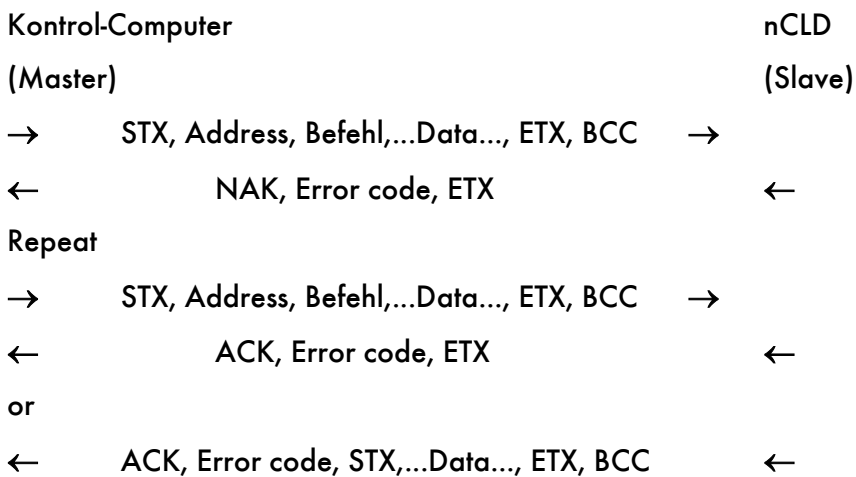 Kontrol-Computer nCLD
(Master) (Slave)
→ STX, Address, Befehl,...Data..., ETX, BCC →
← NAK, Error code, ETX ←
Repeat
→ STX, Address, Befehl,...Data..., ETX, BCC →
← ACK, Error code, ETX ←
or
← ACK, Error code, STX,...Data..., ETX, BCC ←